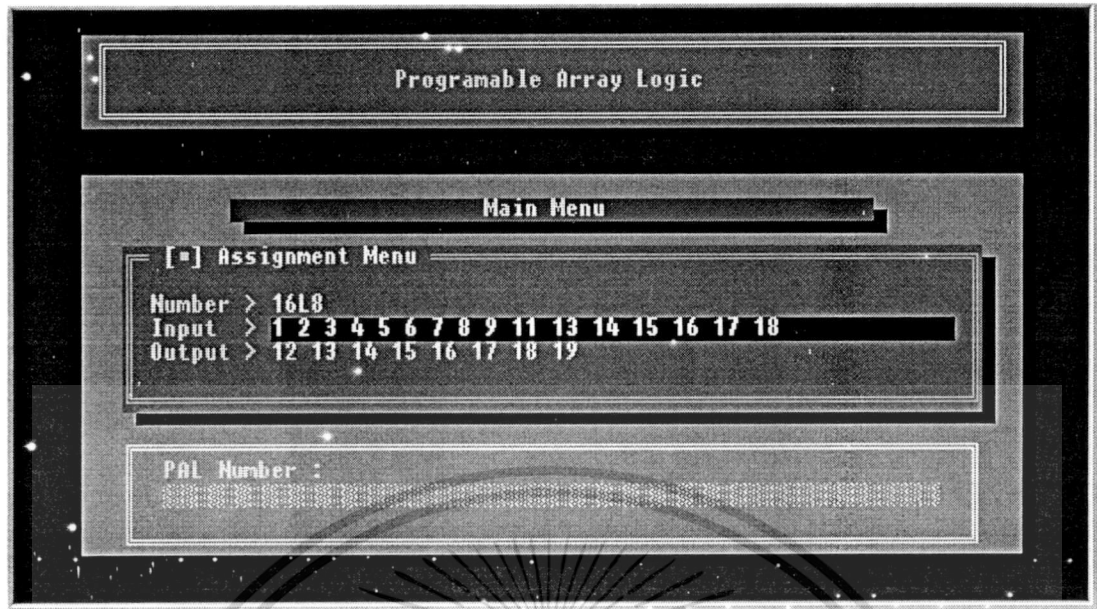 Programable Array Logic
Main Menu
[▪] Assignment Menu
Number > 16L8
Input > 1 2 3 4 5 6 7 8 9 11 13 14 15 16 17 18
Output > 12 13 14 15 16 17 18 19
PAL Number :